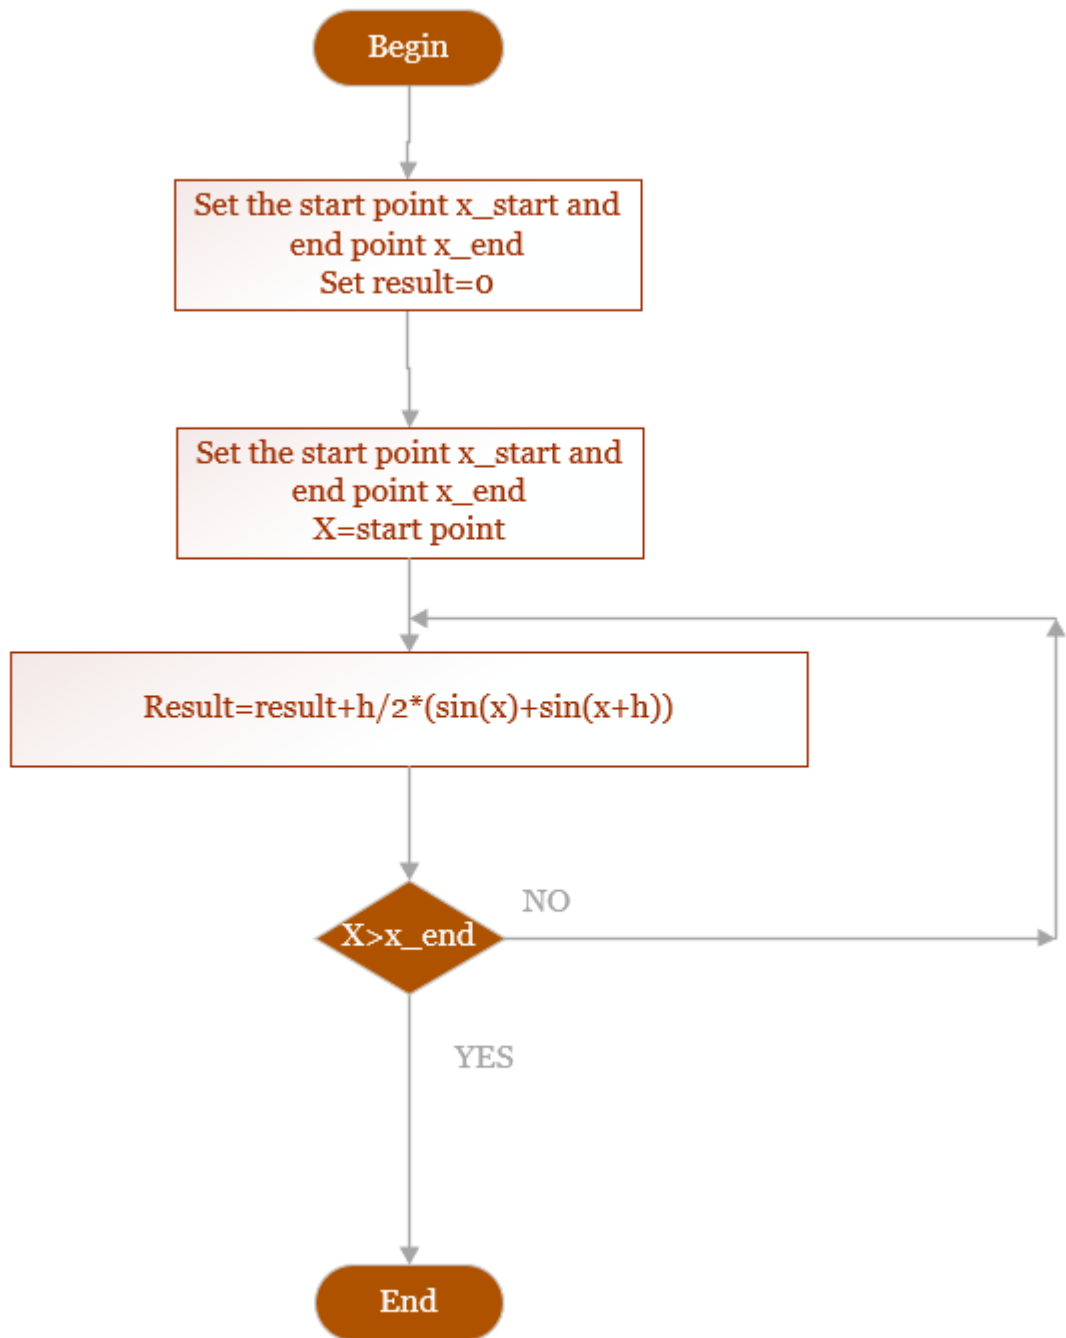 Begin
Set the start point x_start and
end point x_end
Set result=0
Set the start point x_start and
end point x_end
X=start point
Result=result+h/2*(sin(x)+sin(x+h))
NO
X>x_end
YES
End